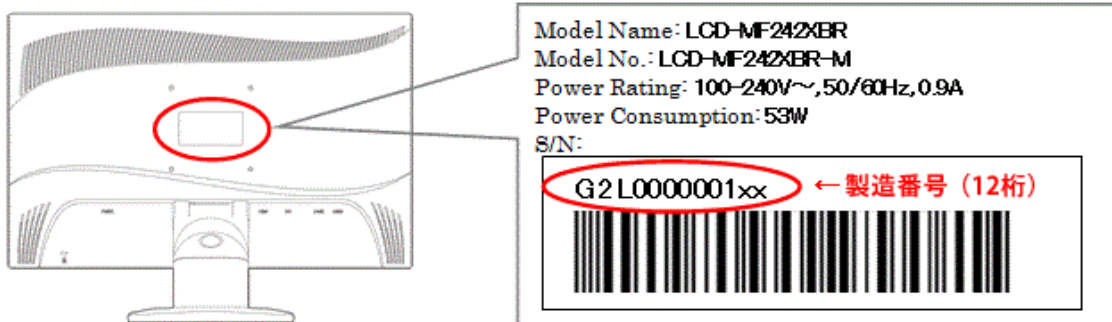 Model Name: LCD-MF242XBR
Model No.: LCD-MF242XBR-M
Power Rating: 100-240V～,50/60Hz,0.9A
Power Consumption: 53W
S/N:
G2L0000001xx ←製造番号（12桁）